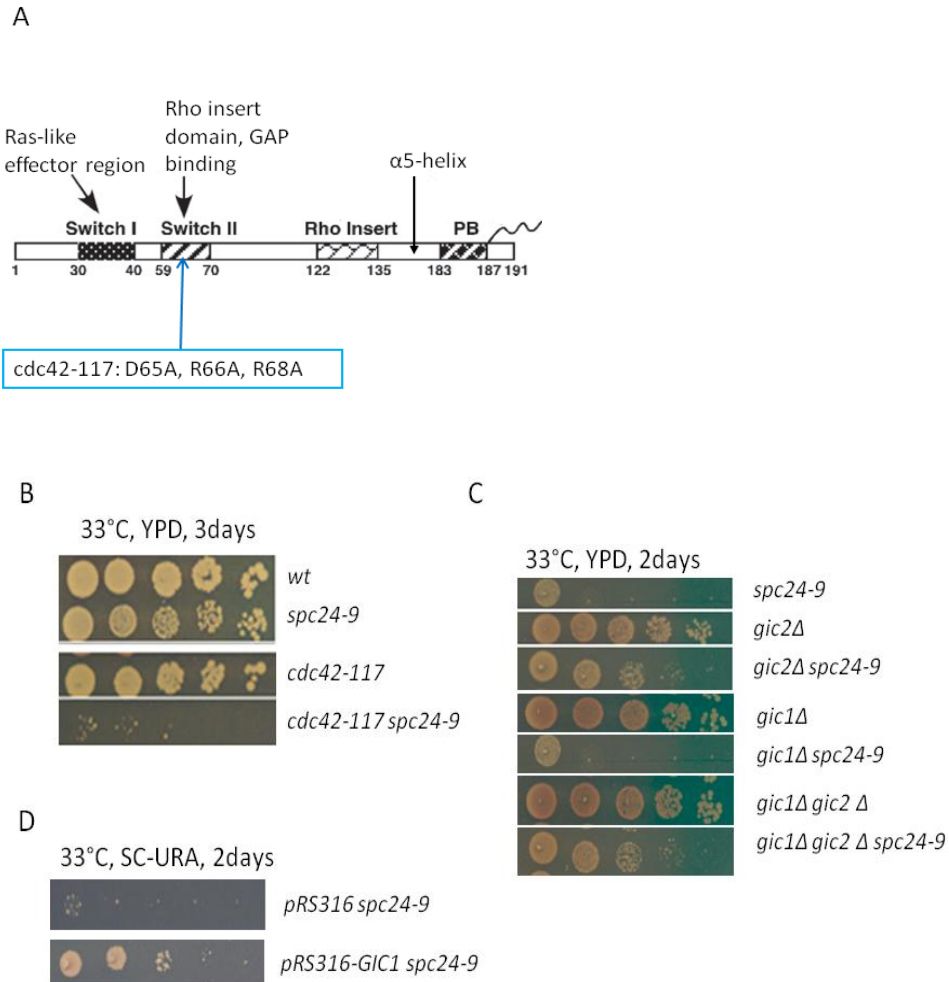 A
Ras-like
effector region
Rho insert
domain, GAP
binding
α5-helix
Switch I
Switch II
Rho Insert
PB
1 30 40 59 70 122 135 183 187 191
cdc42-117: D65A, R66A, R68A
B
33°C, YPD, 3days
wt
spc24-9
cdc42-117
cdc42-117 spc24-9
C
33°C, YPD, 2days
spc24-9
gic2Δ
gic2Δ spc24-9
gic1Δ
gic1Δ spc24-9
gic1Δ gic2 Δ
gic1Δ gic2 Δ spc24-9
D
33°C, SC-URA, 2days
pRS316 spc24-9
pRS316-GIC1 spc24-9